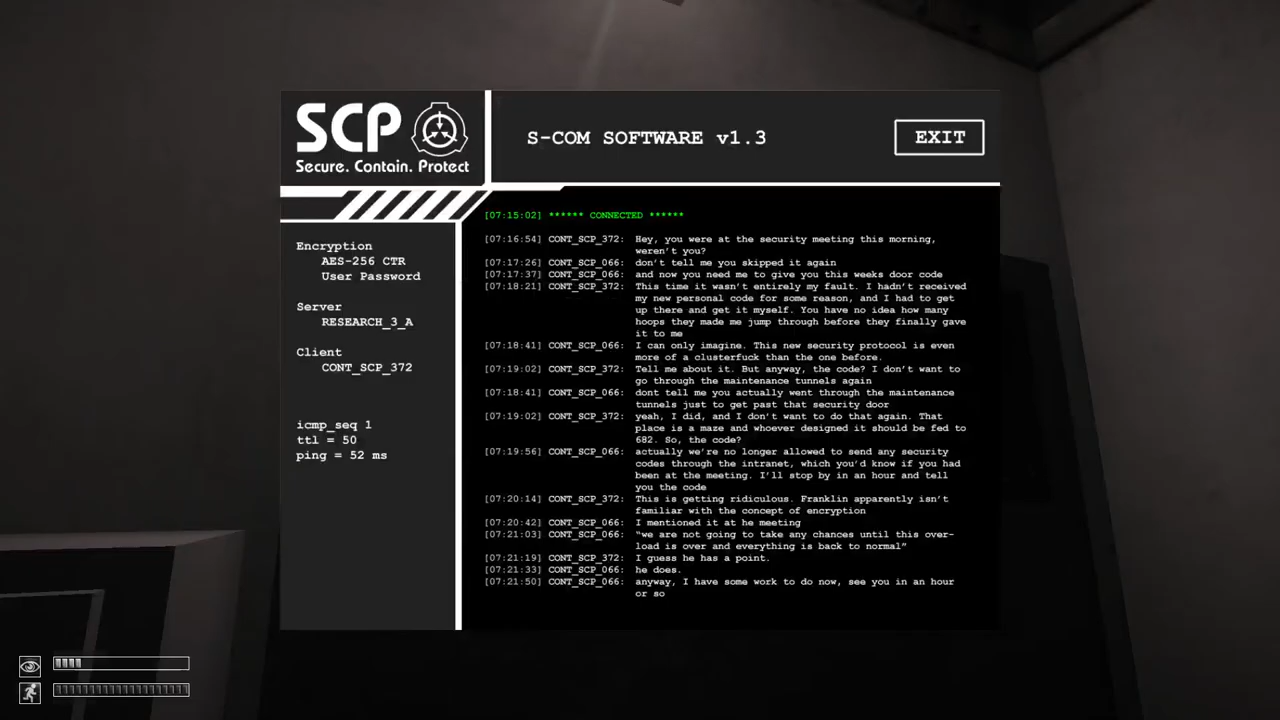 SCP
Secure. Contain. Protect
S-COM SOFTWARE v1.3
EXIT
Encryption
AES-256 CTR
User Password
Server
RESEARCH_3_A
Client
CONT_SCP_372
icmp_seq 1
ttl = 50
ping = 52 ms
[07:15:02] ****** CONNECTED ******
[07:16:54] CONT_SCP_372: Hey, you were at the security meeting this morning,
weren't you?
[07:17:26] CONT_SCP_066: don't tell me you skipped it again
[07:17:37] CONT_SCP_066: and now you need me to give you this weeks door code
[07:18:21] CONT_SCP_372: This time it wasn't entirely my fault. I hadn't received
my new personal code for some reason, and I had to get
up there and get it myself. You have no idea how many
hoops they made me jump through before they finally gave
it to me
[07:18:41] CONT_SCP_066: I can only imagine. This new security protocol is even
more of a clusterfuck than the one before.
[07:19:02] CONT_SCP_372: Tell me about it. But anyway, the code? I don't want to
go through the maintenance tunnels again
[07:18:41] CONT_SCP_066: dont tell me you actually went through the maintenance
tunnels just to get past that security door
[07:19:02] CONT_SCP_372: yeah, I did, and I don't want to do that again. That
place is a maze and whoever designed it should be fed to
682. So, the code?
[07:19:56] CONT_SCP_066: actually we're no longer allowed to send any security
codes through the intranet, which you'd know if you had
been at the meeting. I'll stop by in an hour and tell
you the code
[07:20:14] CONT_SCP_372: This is getting ridiculous. Franklin apparently isn't
familiar with the concept of encryption
[07:20:42] CONT_SCP_066: I mentioned it at he meeting
[07:21:03] CONT_SCP_066: "we are not going to take any chances until this over-
load is over and everything is back to normal"
[07:21:19] CONT_SCP_372: I guess he has a point.
[07:21:33] CONT_SCP_066: he does.
[07:21:50] CONT_SCP_066: anyway, I have some work to do now, see you in an hour
or so